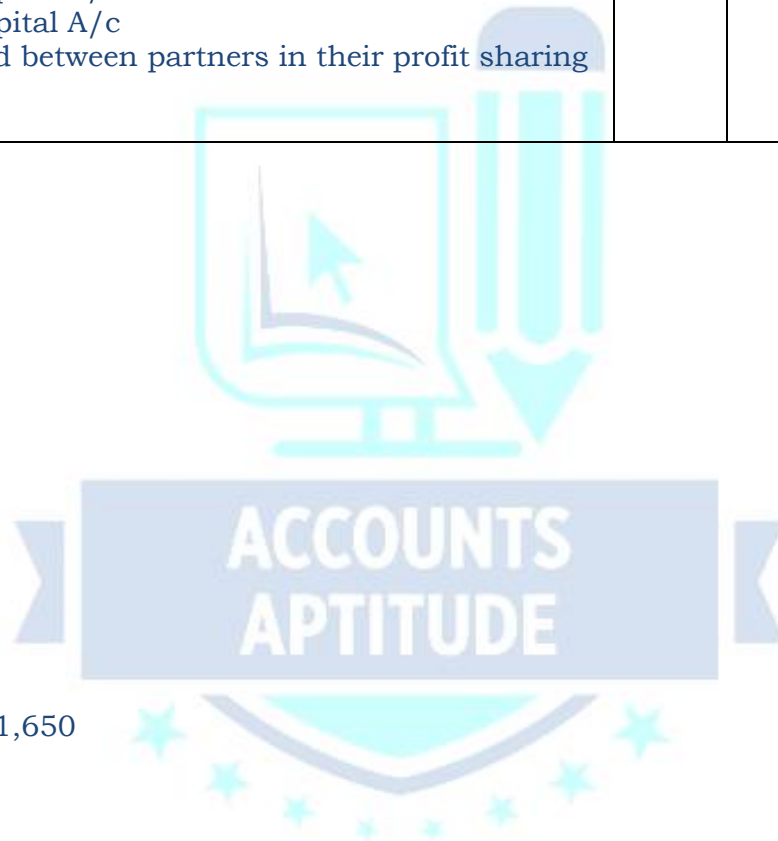 pital A/c
d between partners in their profit sharing
ACCOUNTS
APTITUDE
1,650